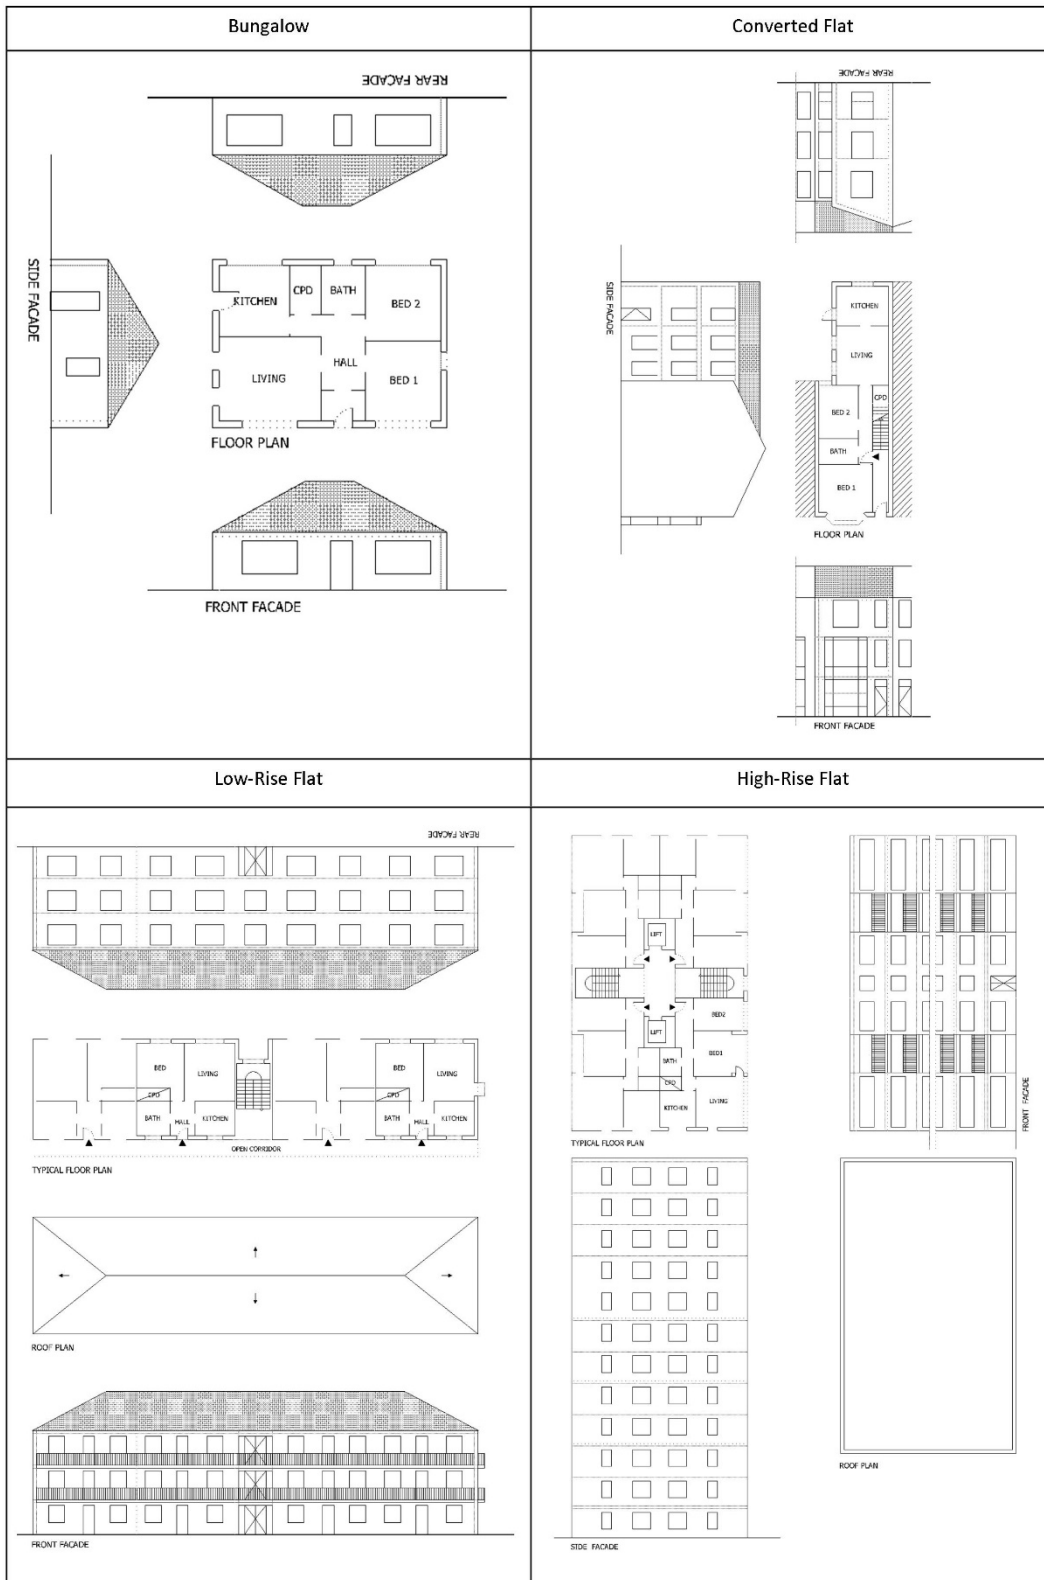 Bungalow
REAR FACADE
SIDE FACADE
KITCHEN
CPD
BATH
BED 2
HALL
LIVING
BED 1
FLOOR PLAN
FRONT FACADE
Converted Flat
REAR FACADE
SIDE FACADE
KITCHEN
LIVING
CPD
BED 2
BATH
BED 1
FLOOR PLAN
FRONT FACADE
Low-Rise Flat
REAR FACADE
BED
LIVING
BED
LIVING
CPD
CPD
BATH
HALL
KITCHEN
BATH
HALL
KITCHEN
OPEN CORRIDOR
TYPICAL FLOOR PLAN
ROOF PLAN
FRONT FACADE
High-Rise Flat
LIFT
BED2
LIFT
BATH
BED1
CPD
KITCHEN
LIVING
TYPICAL FLOOR PLAN
FRONT FACADE
SIDE FACADE
ROOF PLAN